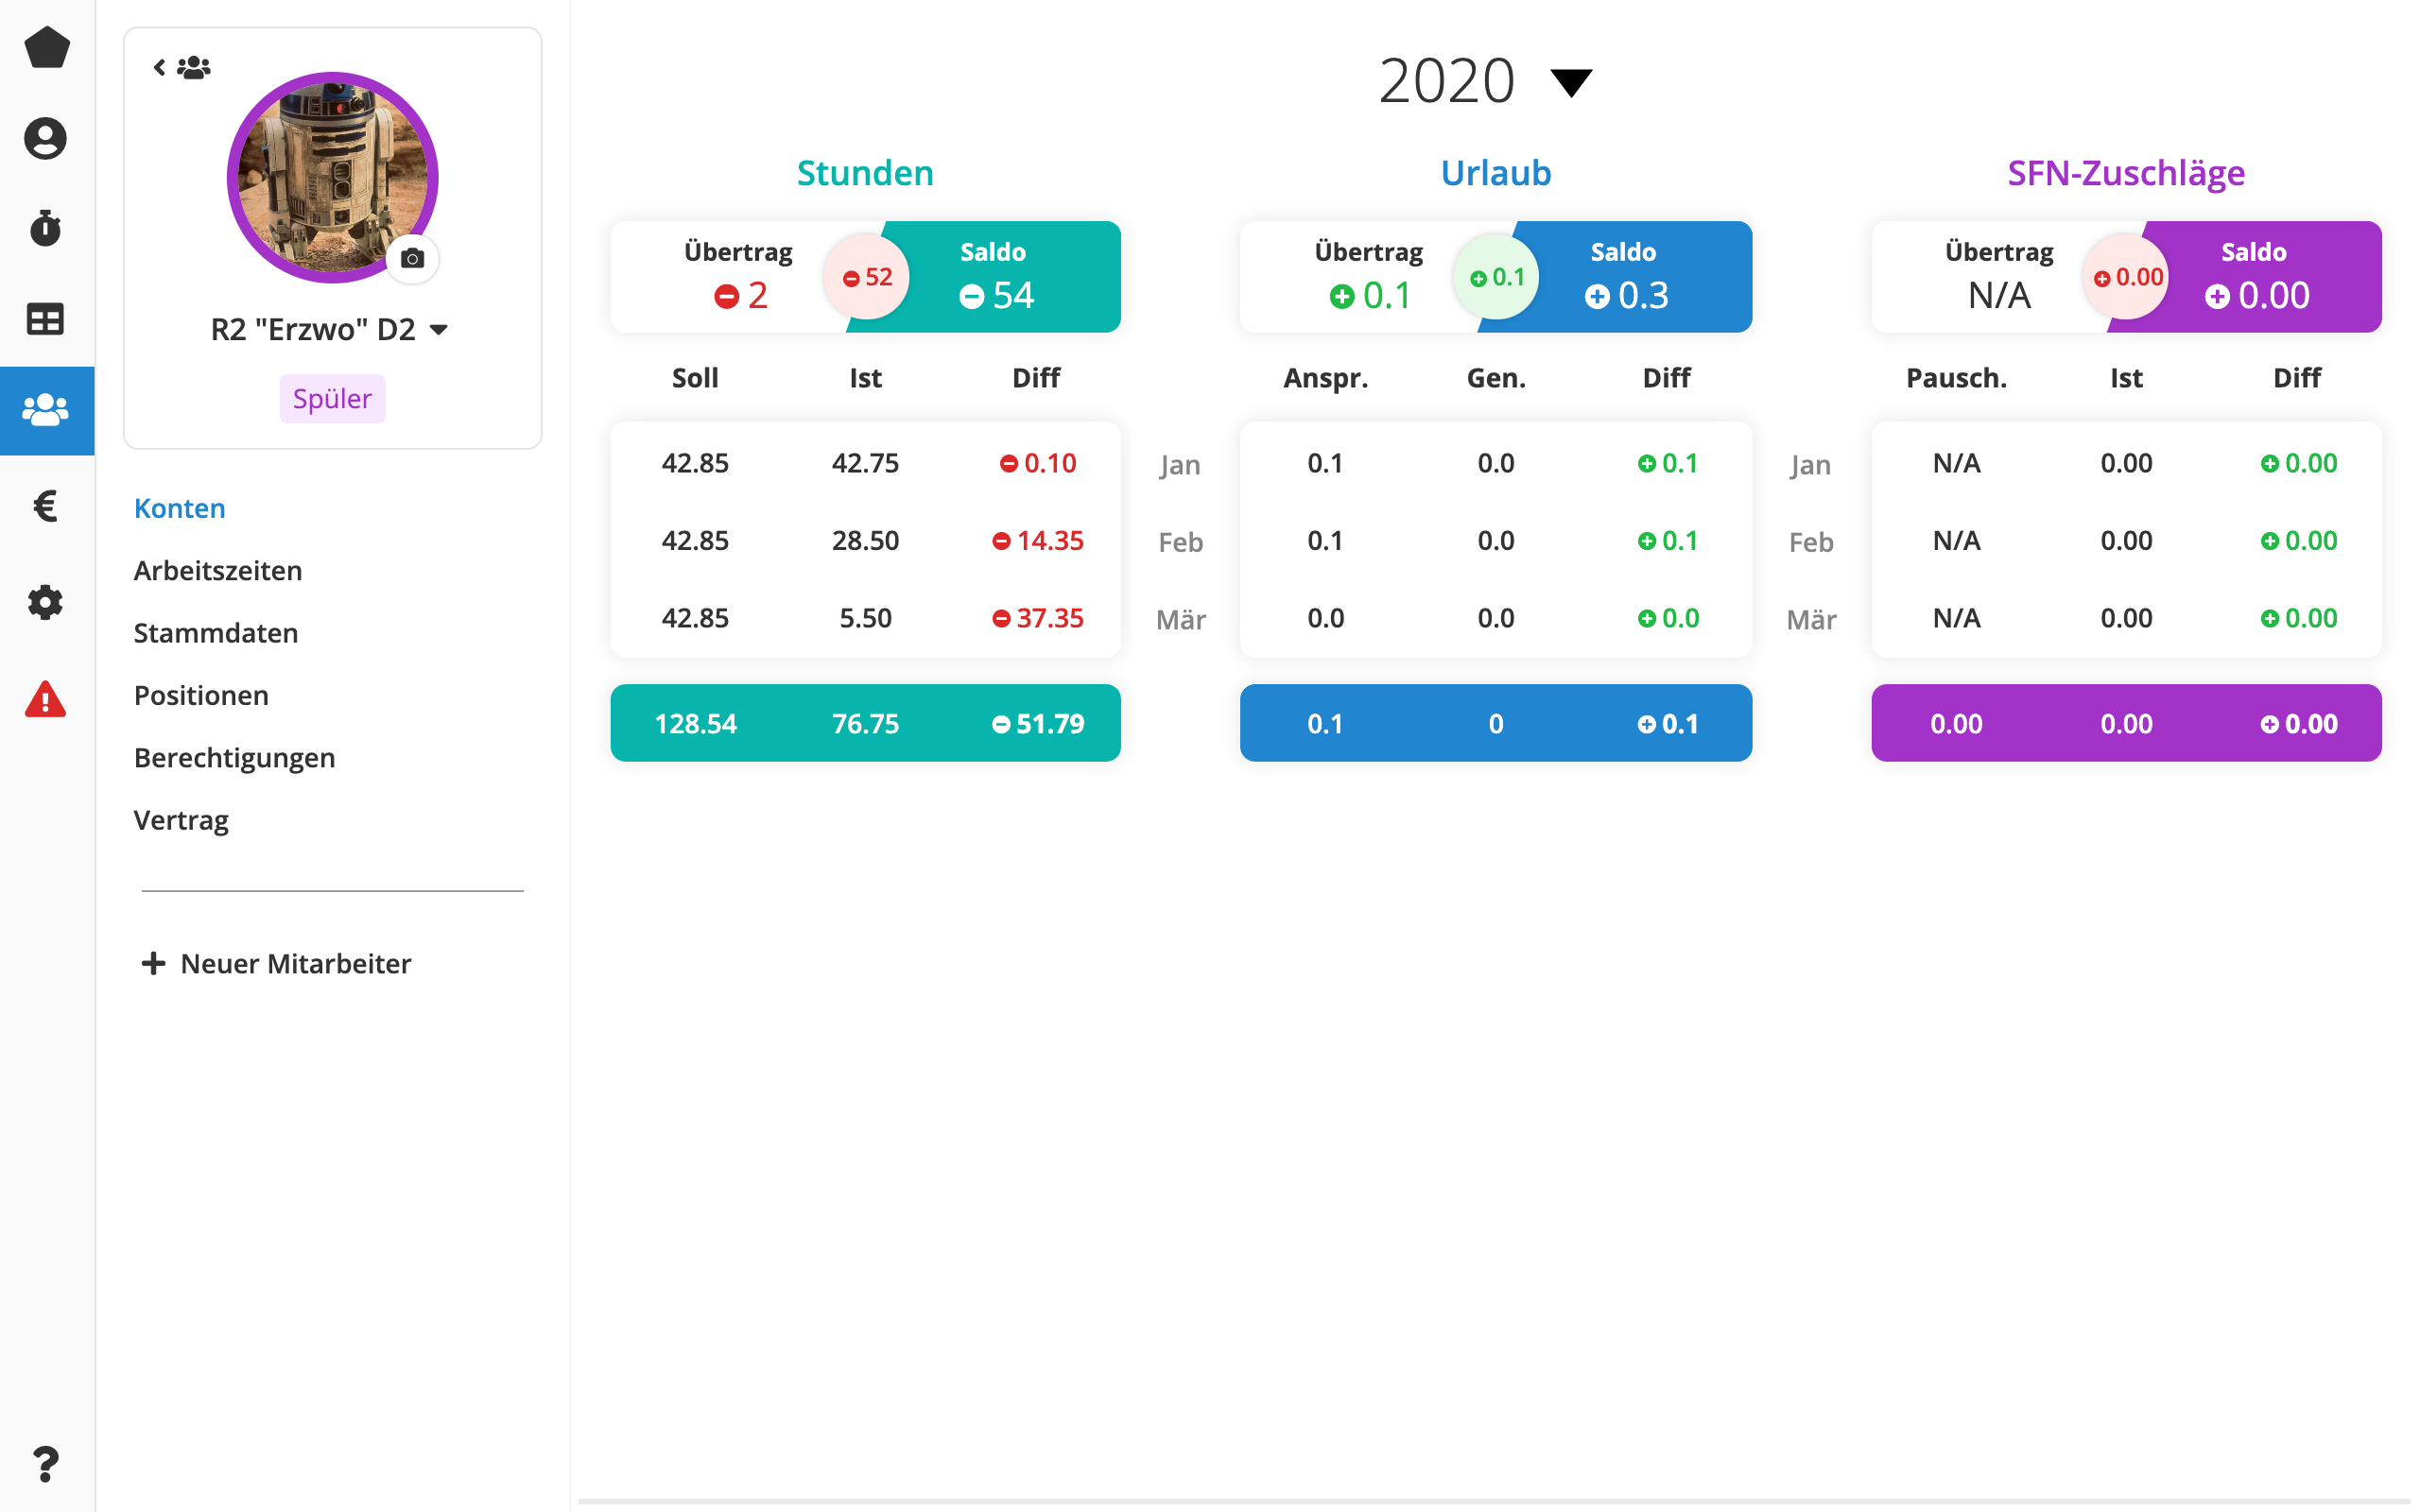 R2 "Erzwo" D2
Spüler
Konten
Arbeitszeiten
Stammdaten
Positionen
Berechtigungen
Vertrag
Neuer Mitarbeiter
2020
Stunden Urlaub SFN-Zuschläge
Übertrag Saldo Übertrag Saldo Übertrag Saldo
2 52 54 0.1 0.1 0.3 N/A 0.00 0.00
Soll Ist Diff Anspr. Gen. Diff Pausch. Ist Diff
42.85 42.75 0.10 Jan 0.1 0.0 0.1 Jan N/A 0.00 0.00
42.85 28.50 14.35 Feb 0.1 0.0 0.1 Feb N/A 0.00 0.00
42.85 5.50 37.35 Mär 0.0 0.0 0.0 Mär N/A 0.00 0.00
128.54 76.75 51.79 0.1 0 0.1 0.00 0.00 0.00